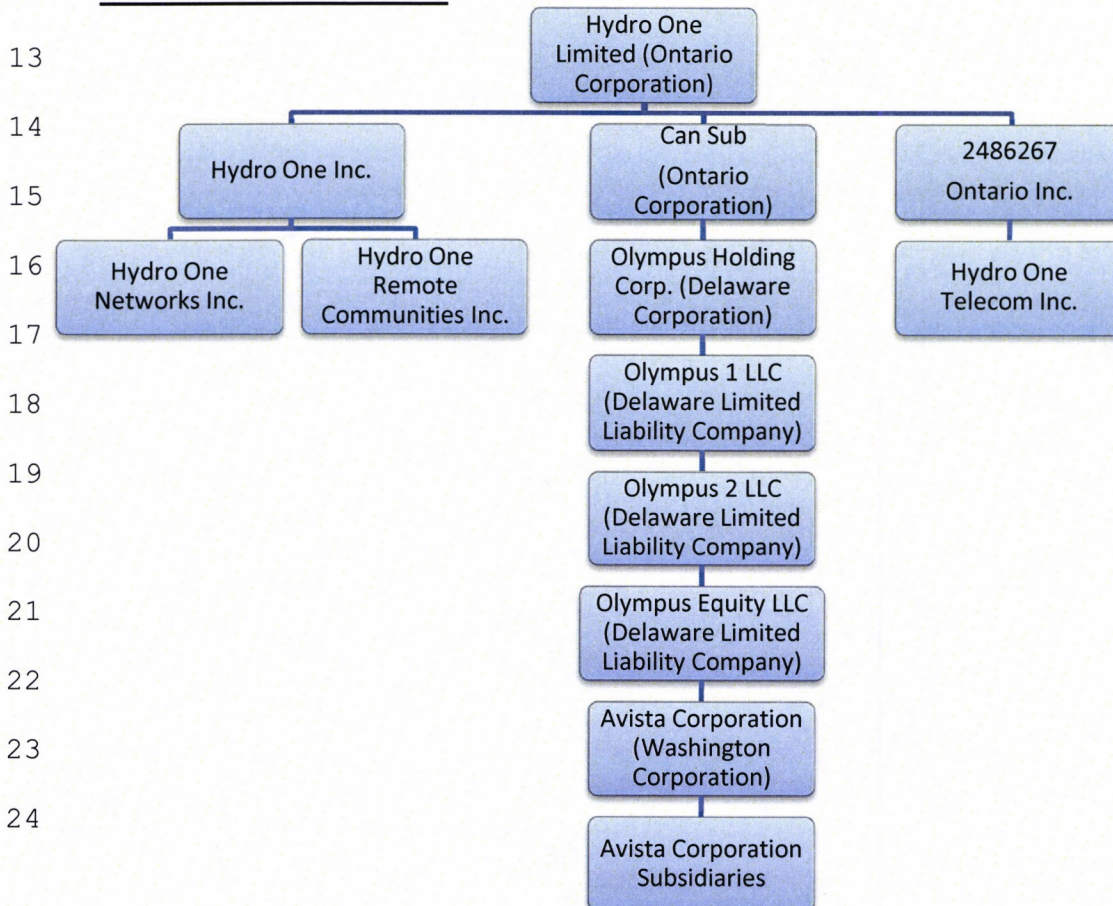 Hydro One
Limited (Ontario
Corporation)
13
14
Hydro One Inc.
Can Sub
(Ontario
Corporation)
2486267
Ontario Inc.
15
16
Hydro One
Networks Inc.
Hydro One
Remote
Communities Inc.
Olympus Holding
Corp. (Delaware
Corporation)
Hydro One
Telecom Inc.
17
Olympus 1 LLC
(Delaware Limited
Liability Company)
18
19
Olympus 2 LLC
(Delaware Limited
Liability Company)
20
21
Olympus Equity LLC
(Delaware Limited
Liability Company)
22
Avista Corporation
(Washington
Corporation)
23
24
Avista Corporation
Subsidiaries